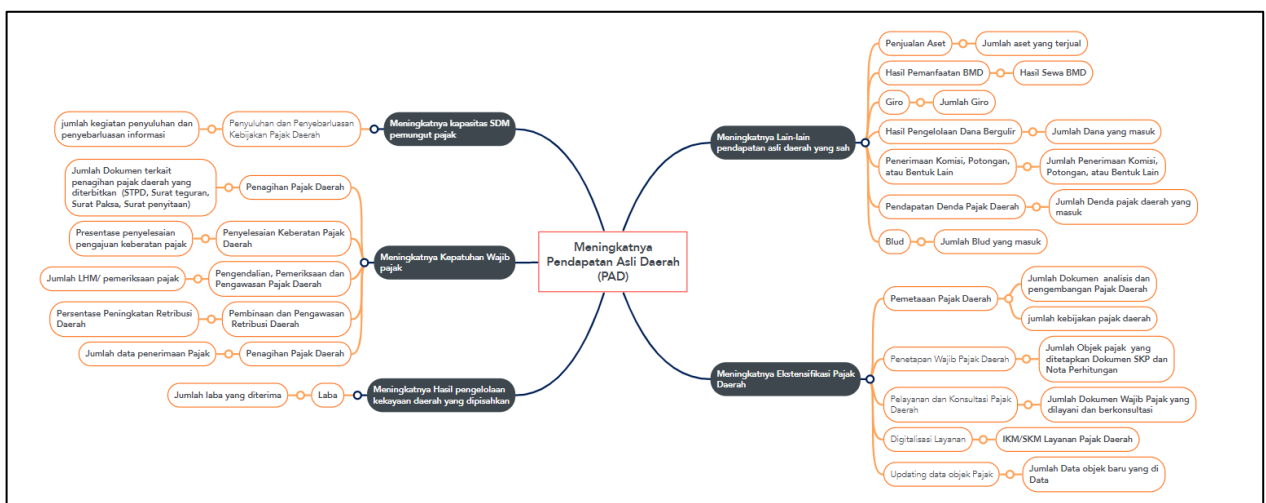 Meningkatnya
Pendapatan Asli Daerah
(PAD)
Meningkatnya kapasitas SDM
pemungut pajak
Penyuluhan dan Penyebarluasan
Kebijakan Pajak Daerah
jumlah kegiatan penyuluhan dan
penyebarluasan informasi
Meningkatnya Kepatuhan Wajib
pajak
Penagihan Pajak Daerah
Jumlah Dokumen terkait
penagihan pajak daerah yang
diterbitkan (STPD, Surat teguran,
Surat Paksa, Surat penyitaan)
Penyelesaian Keberatan Pajak
Daerah
Presentase penyelesaian
pengajuan keberatan pajak
Pengendalian, Pemeriksaan dan
Pengawasan Pajak Daerah
Jumlah LHM/ pemeriksaan pajak
Pembinaan dan Pengawasan
Retribusi Daerah
Persentase Peningkatan Retribusi
Daerah
Penagihan Pajak Daerah
Jumlah data penerimaan Pajak
Meningkatnya Hasil pengelolaan
kekayaan daerah yang dipisahkan
Laba
Jumlah laba yang diterima
Meningkatnya Lain-lain
pendapatan asli daerah yang sah
Penjualan Aset
Jumlah aset yang terjual
Hasil Pemanfaatan BMD
Hasil Sewa BMD
Giro
Jumlah Giro
Hasil Pengelolaan Dana Bergulir
Jumlah Dana yang masuk
Penerimaan Komisi, Potongan,
atau Bentuk Lain
Jumlah Penerimaan Komisi,
Potongan, atau Bentuk Lain
Pendapatan Denda Pajak Daerah
Jumlah Denda pajak daerah yang
masuk
Blud
Jumlah Blud yang masuk
Meningkatnya Ekstensifikasi Pajak
Daerah
Pemetaaan Pajak Daerah
Jumlah Dokumen analisis dan
pengembangan Pajak Daerah
jumlah kebijakan pajak daerah
Penetapan Wajib Pajak Daerah
Jumlah Objek pajak yang
ditetapkan Dokumen SKP dan
Nota Perhitungan
Pelayanan dan Konsultasi Pajak
Daerah
Jumlah Dokumen Wajib Pajak yang
dilayani dan berkonsultasi
Digitalisasi Layanan
IKM/SKM Layanan Pajak Daerah
Updating data objek Pajak
Jumlah Data objek baru yang di
Data